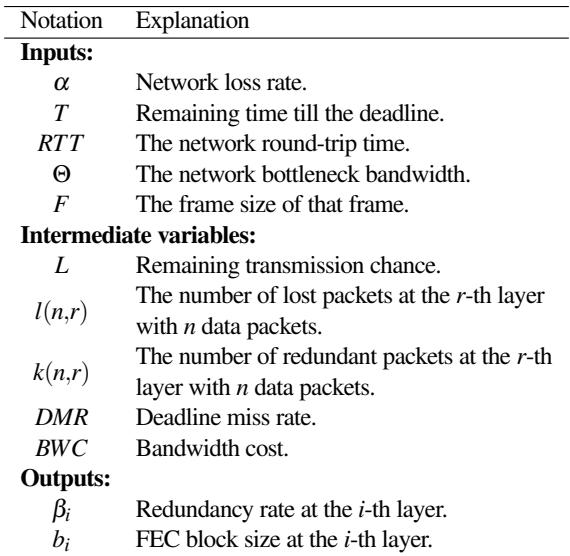 Notation Explanation
Inputs:
α Network loss rate.
T Remaining time till the deadline.
RTT The network round-trip time.
Θ The network bottleneck bandwidth.
F The frame size of that frame.
Intermediate variables:
L Remaining transmission chance.
l(n,r) The number of lost packets at the r-th layer
with n data packets.
k(n,r) The number of redundant packets at the r-th
layer with n data packets.
DMR Deadline miss rate.
BWC Bandwidth cost.
Outputs:
βi Redundancy rate at the i-th layer.
bi FEC block size at the i-th layer.